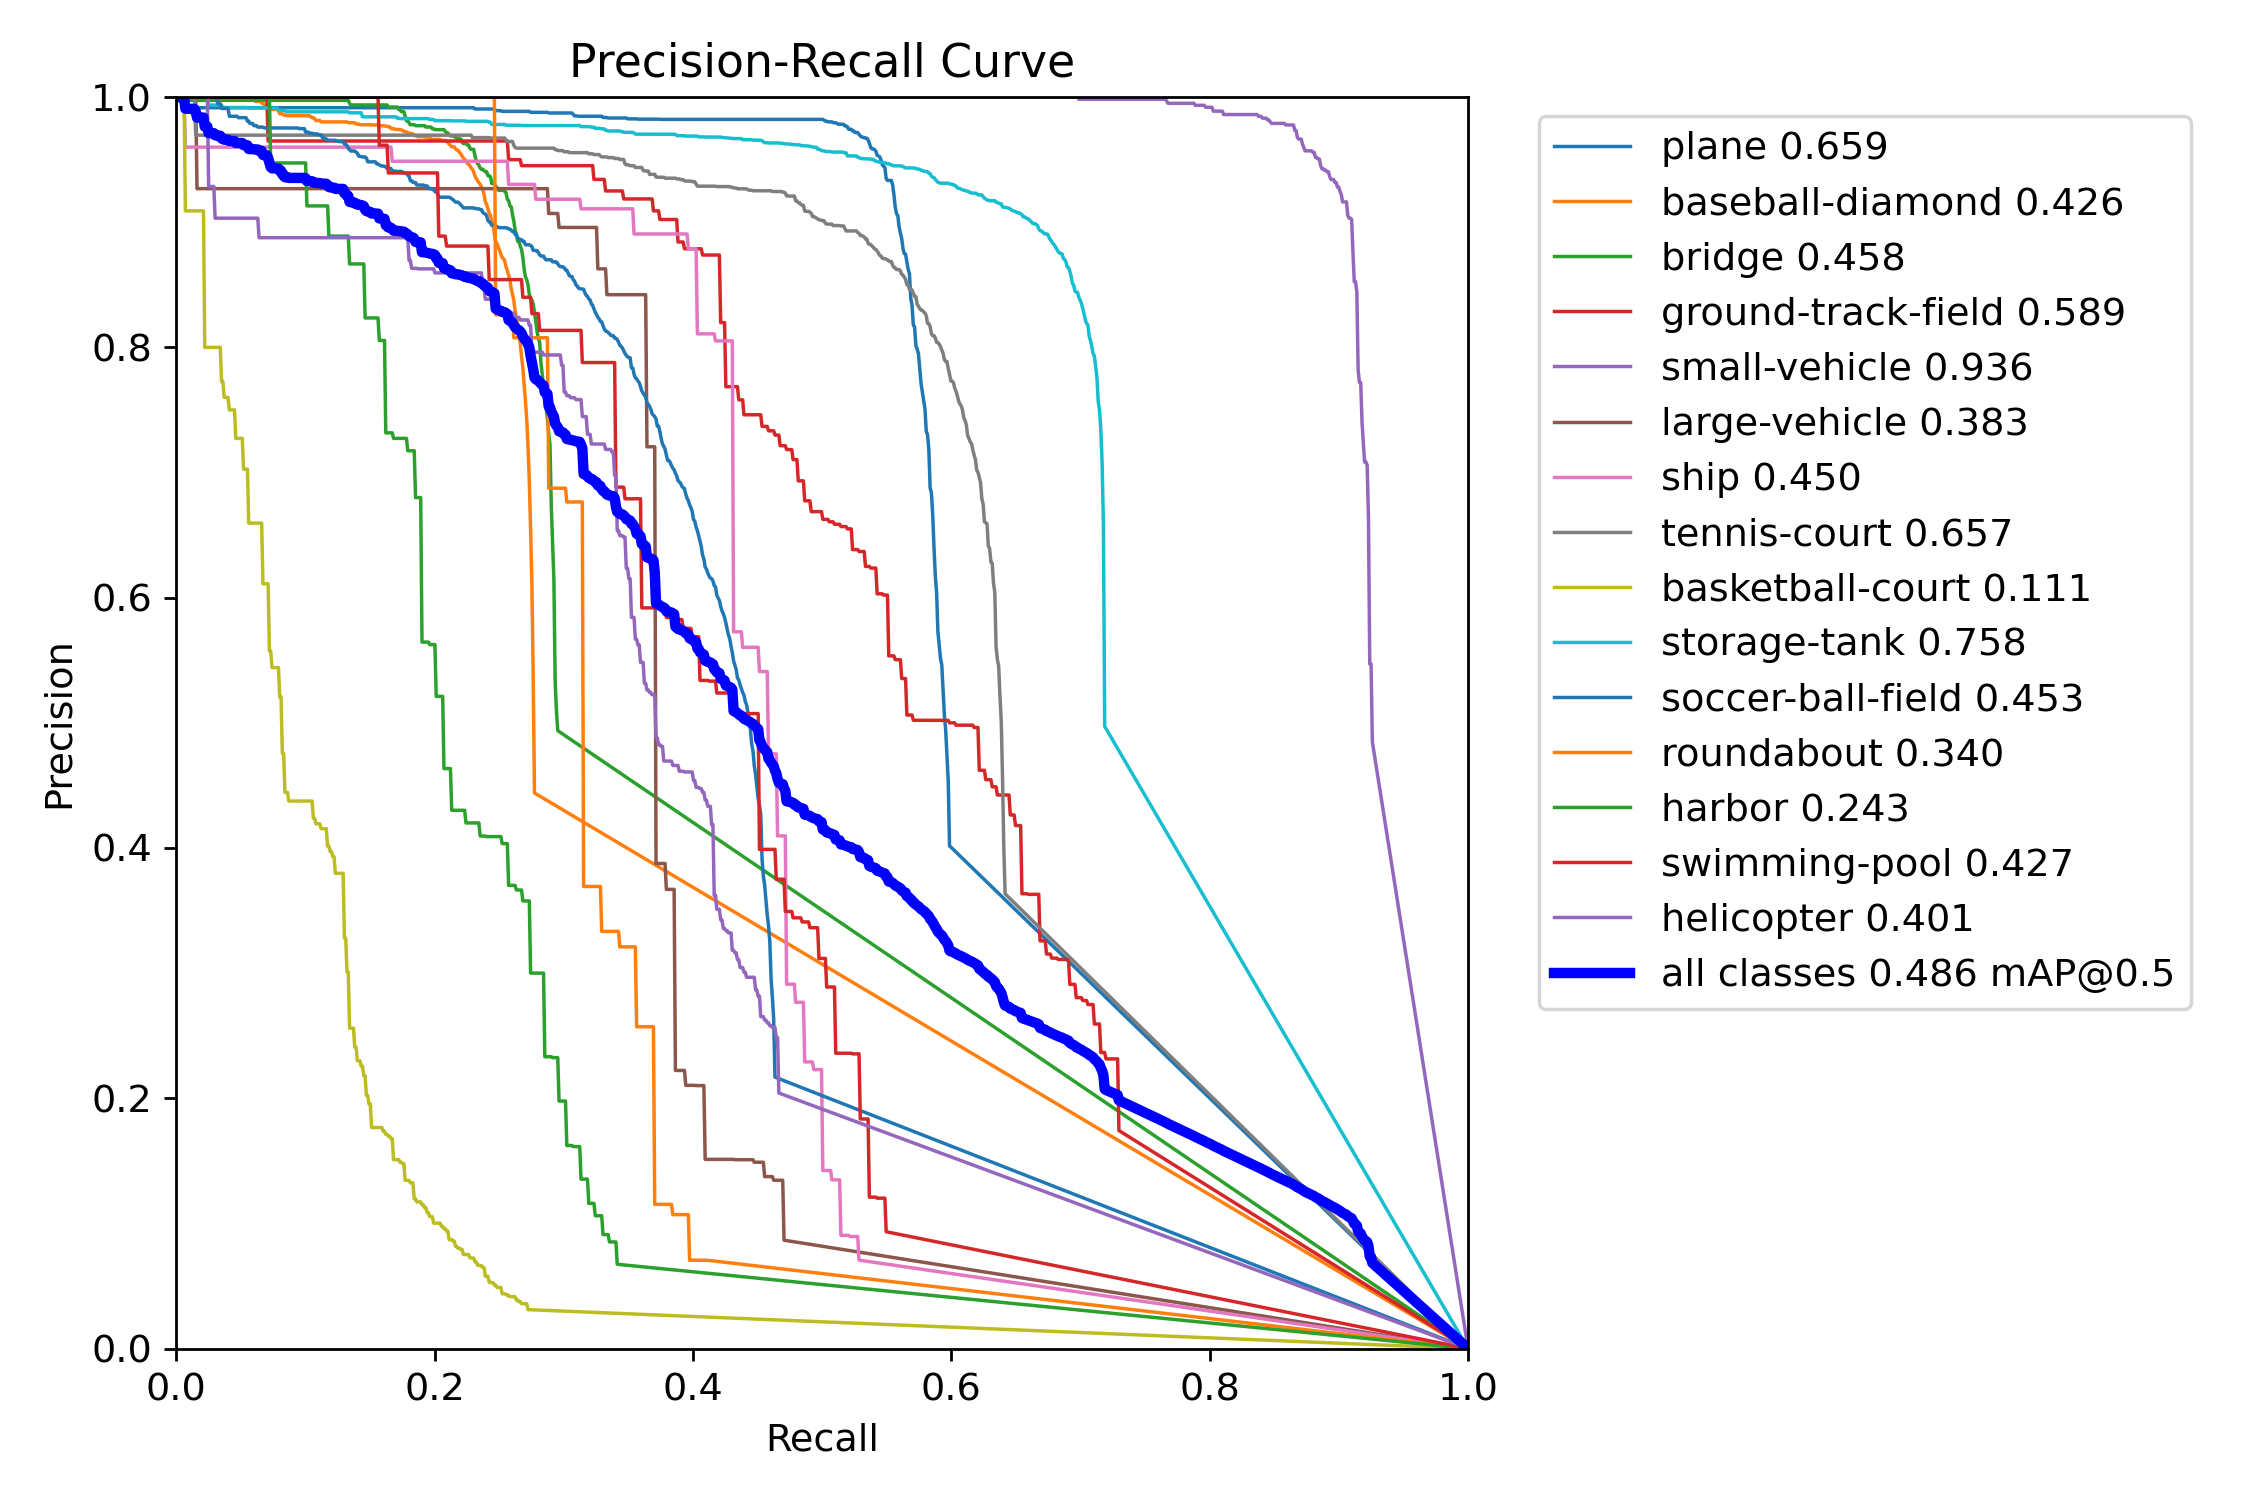 Precision-Recall Curve
1.0
0.8
0.6
0.4
0.2
0.0
Precision
0.0 0.2 0.4 0.6 0.8 1.0
Recall
plane 0.659
baseball-diamond 0.426
bridge 0.458
ground-track-field 0.589
small-vehicle 0.936
large-vehicle 0.383
ship 0.450
tennis-court 0.657
basketball-court 0.111
storage-tank 0.758
soccer-ball-field 0.453
roundabout 0.340
harbor 0.243
swimming-pool 0.427
helicopter 0.401
all classes 0.486 mAP@0.5